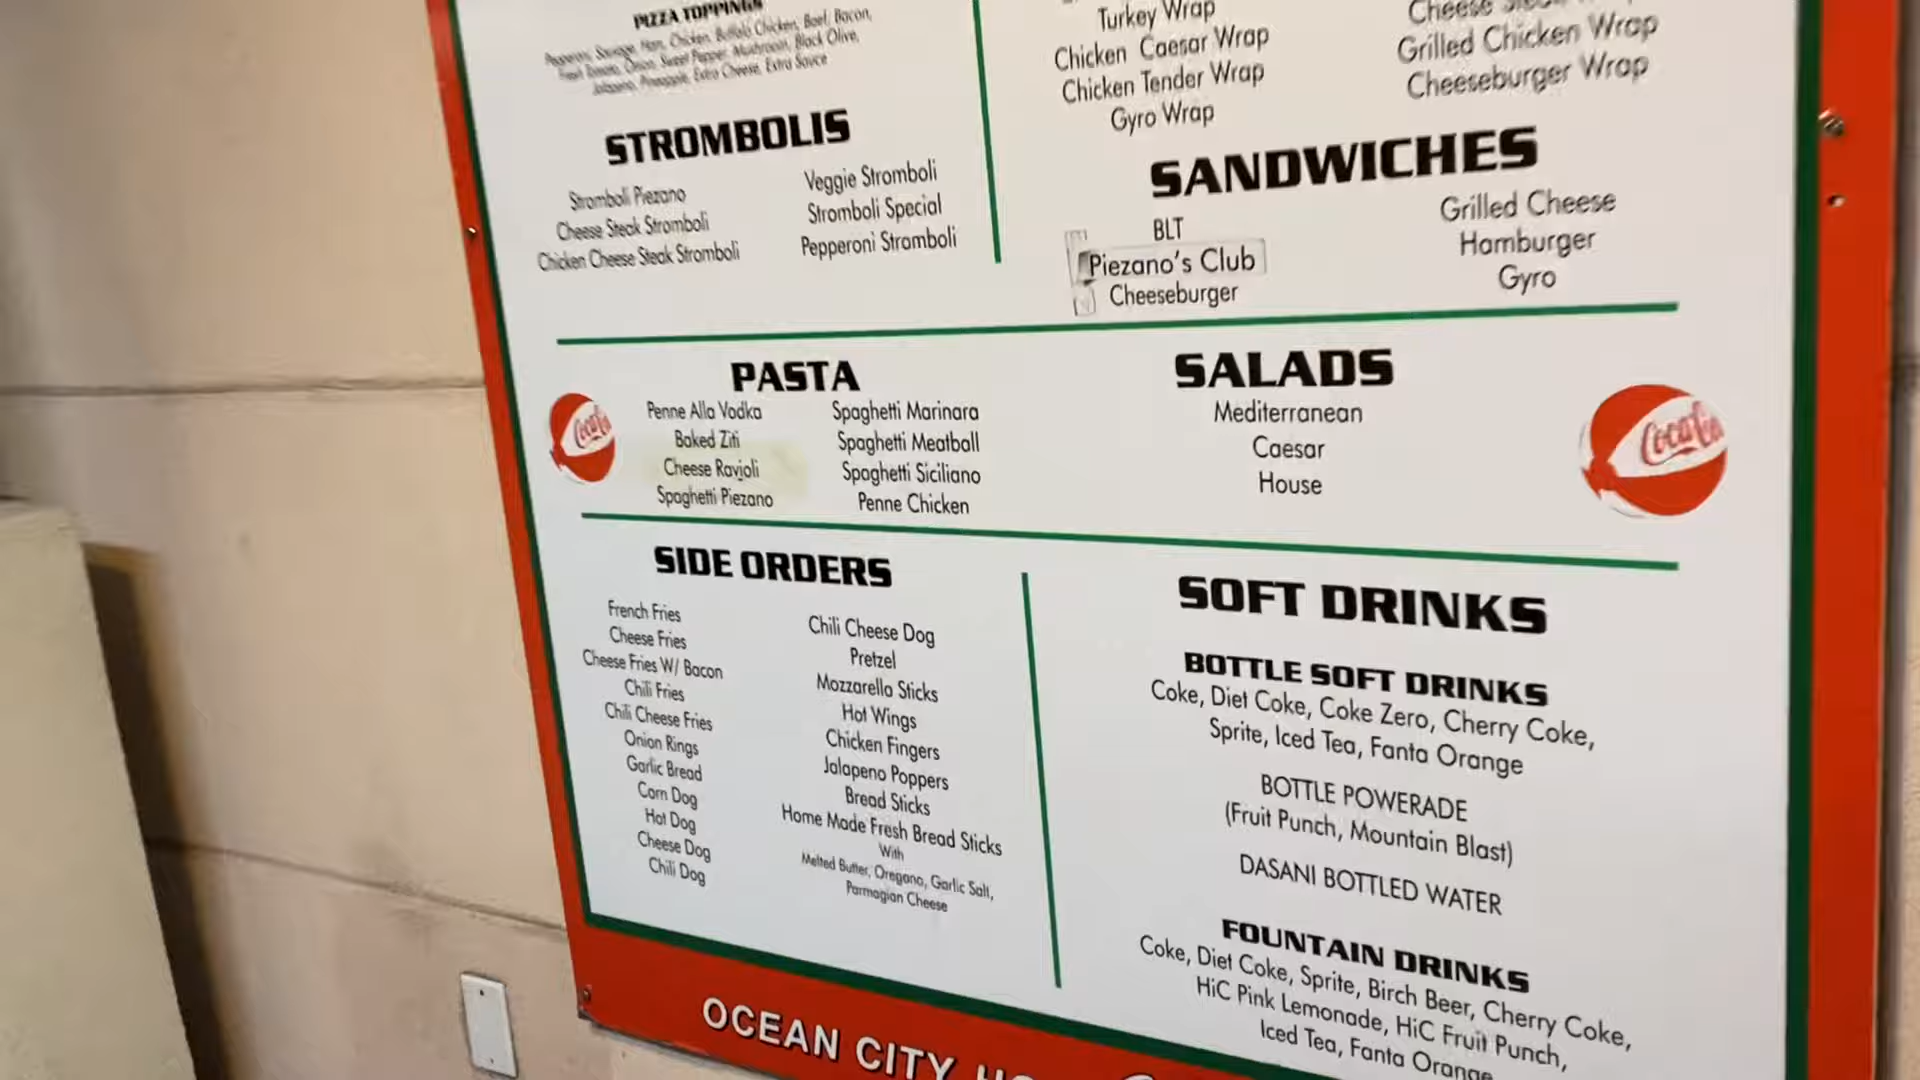 PIZZA TOPPINGS
Pepperoni, Sausage, Ham, Chicken, Buffalo Chicken, Beef, Bacon,
Fresh Tomato, Onion, Sweet Pepper, Mushroom, Black Olive,
Jalapeno, Pineapple, Extra Cheese, Extra Sauce
STROMBOLIS
Stromboli Piezano
Cheese Steak Stromboli
Chicken Cheese Steak Stromboli
Veggie Stromboli
Stromboli Special
Pepperoni Stromboli
Turkey Wrap
Chicken Caesar Wrap
Chicken Tender Wrap
Gyro Wrap
Cheese
Grilled Chicken Wrap
Cheeseburger Wrap
SANDWICHES
BLT
Piezano's Club
Cheeseburger
Grilled Cheese
Hamburger
Gyro
PASTA
Penne Alla Vodka
Baked Ziti
Cheese Ravioli
Spaghetti Piezano
Spaghetti Marinara
Spaghetti Meatball
Spaghetti Siciliano
Penne Chicken
Coca-Co
SALADS
Mediterranean
Caesar
House
Coca-Co
SIDE ORDERS
French Fries
Cheese Fries
Cheese Fries W/ Bacon
Chili Fries
Chili Cheese Fries
Onion Rings
Garlic Bread
Corn Dog
Hot Dog
Cheese Dog
Chili Dog
Chili Cheese Dog
Pretzel
Mozzarella Sticks
Hot Wings
Chicken Fingers
Jalapeno Poppers
Bread Sticks
Home Made Fresh Bread Sticks
With
Melted Butter, Oregano, Garlic Salt,
Parmagian Cheese
SOFT DRINKS
BOTTLE SOFT DRINKS
Coke, Diet Coke, Coke Zero, Cherry Coke,
Sprite, Iced Tea, Fanta Orange
BOTTLE POWERADE
(Fruit Punch, Mountain Blast)
DASANI BOTTLED WATER
FOUNTAIN DRINKS
Coke, Diet Coke, Sprite, Birch Beer, Cherry Coke,
HiC Pink Lemonade, HiC Fruit Punch,
Iced Tea, Fanta Orange
OCEAN CITY